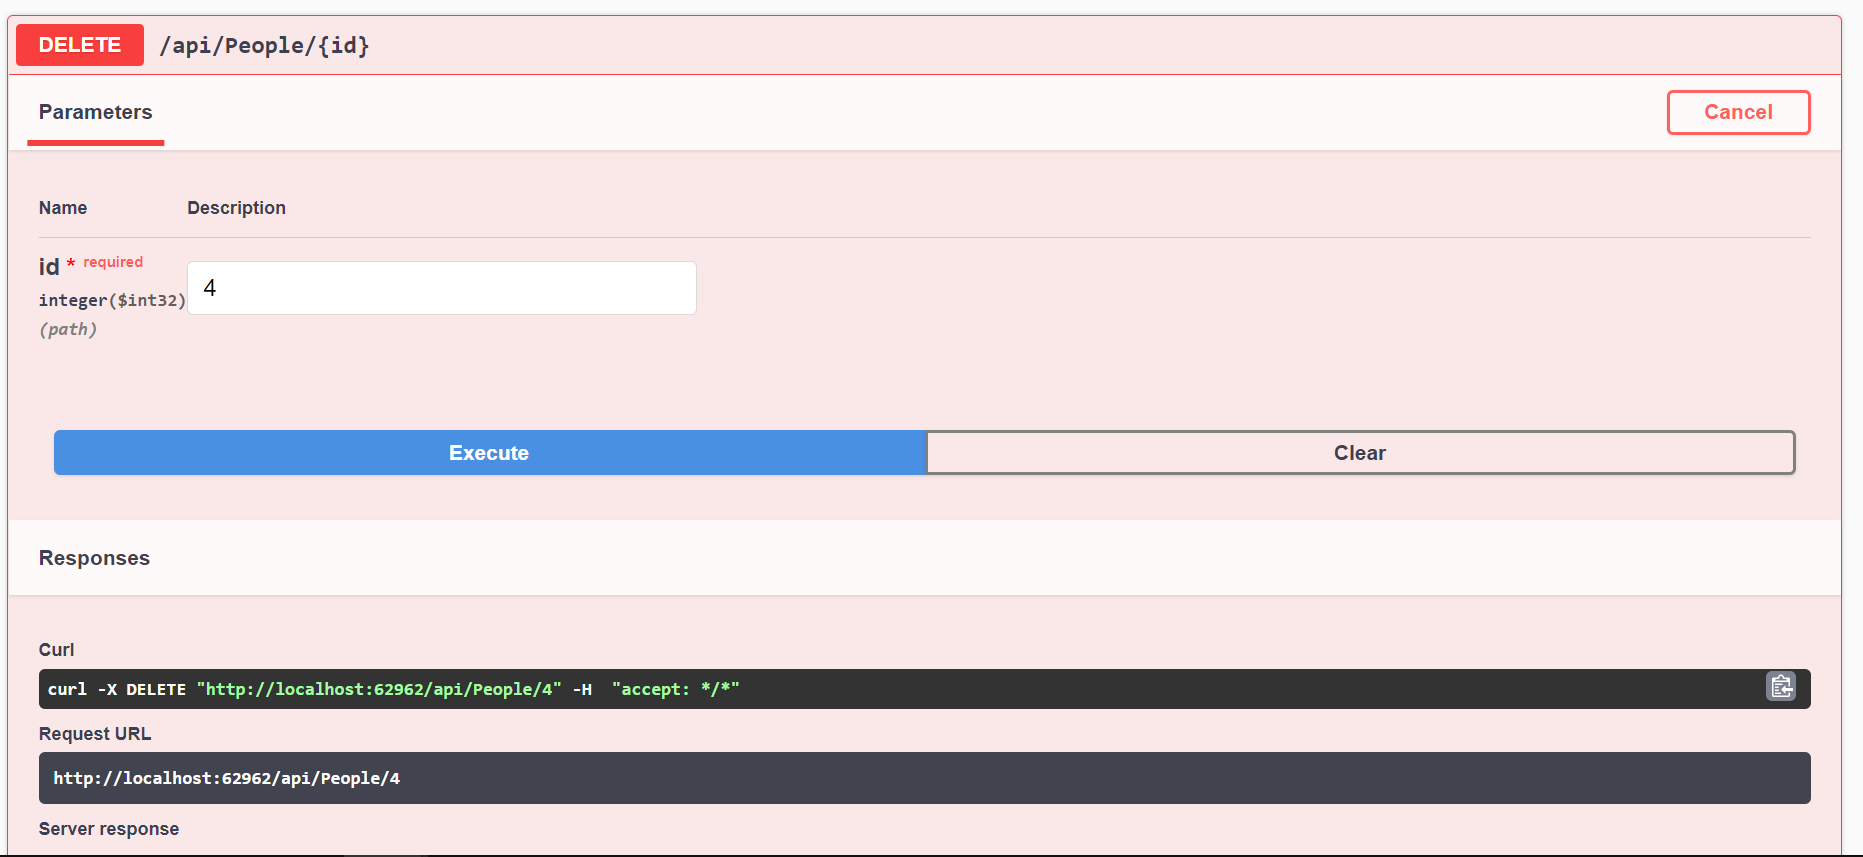 DELETE /api/People/{id}
Parameters Cancel
Name Description
id * required
4
integer($int32)
(path)
Execute Clear
Responses
Curl
curl -X DELETE "http://localhost:62962/api/People/4" -H  "accept: */*"
Request URL
http://localhost:62962/api/People/4
Server response